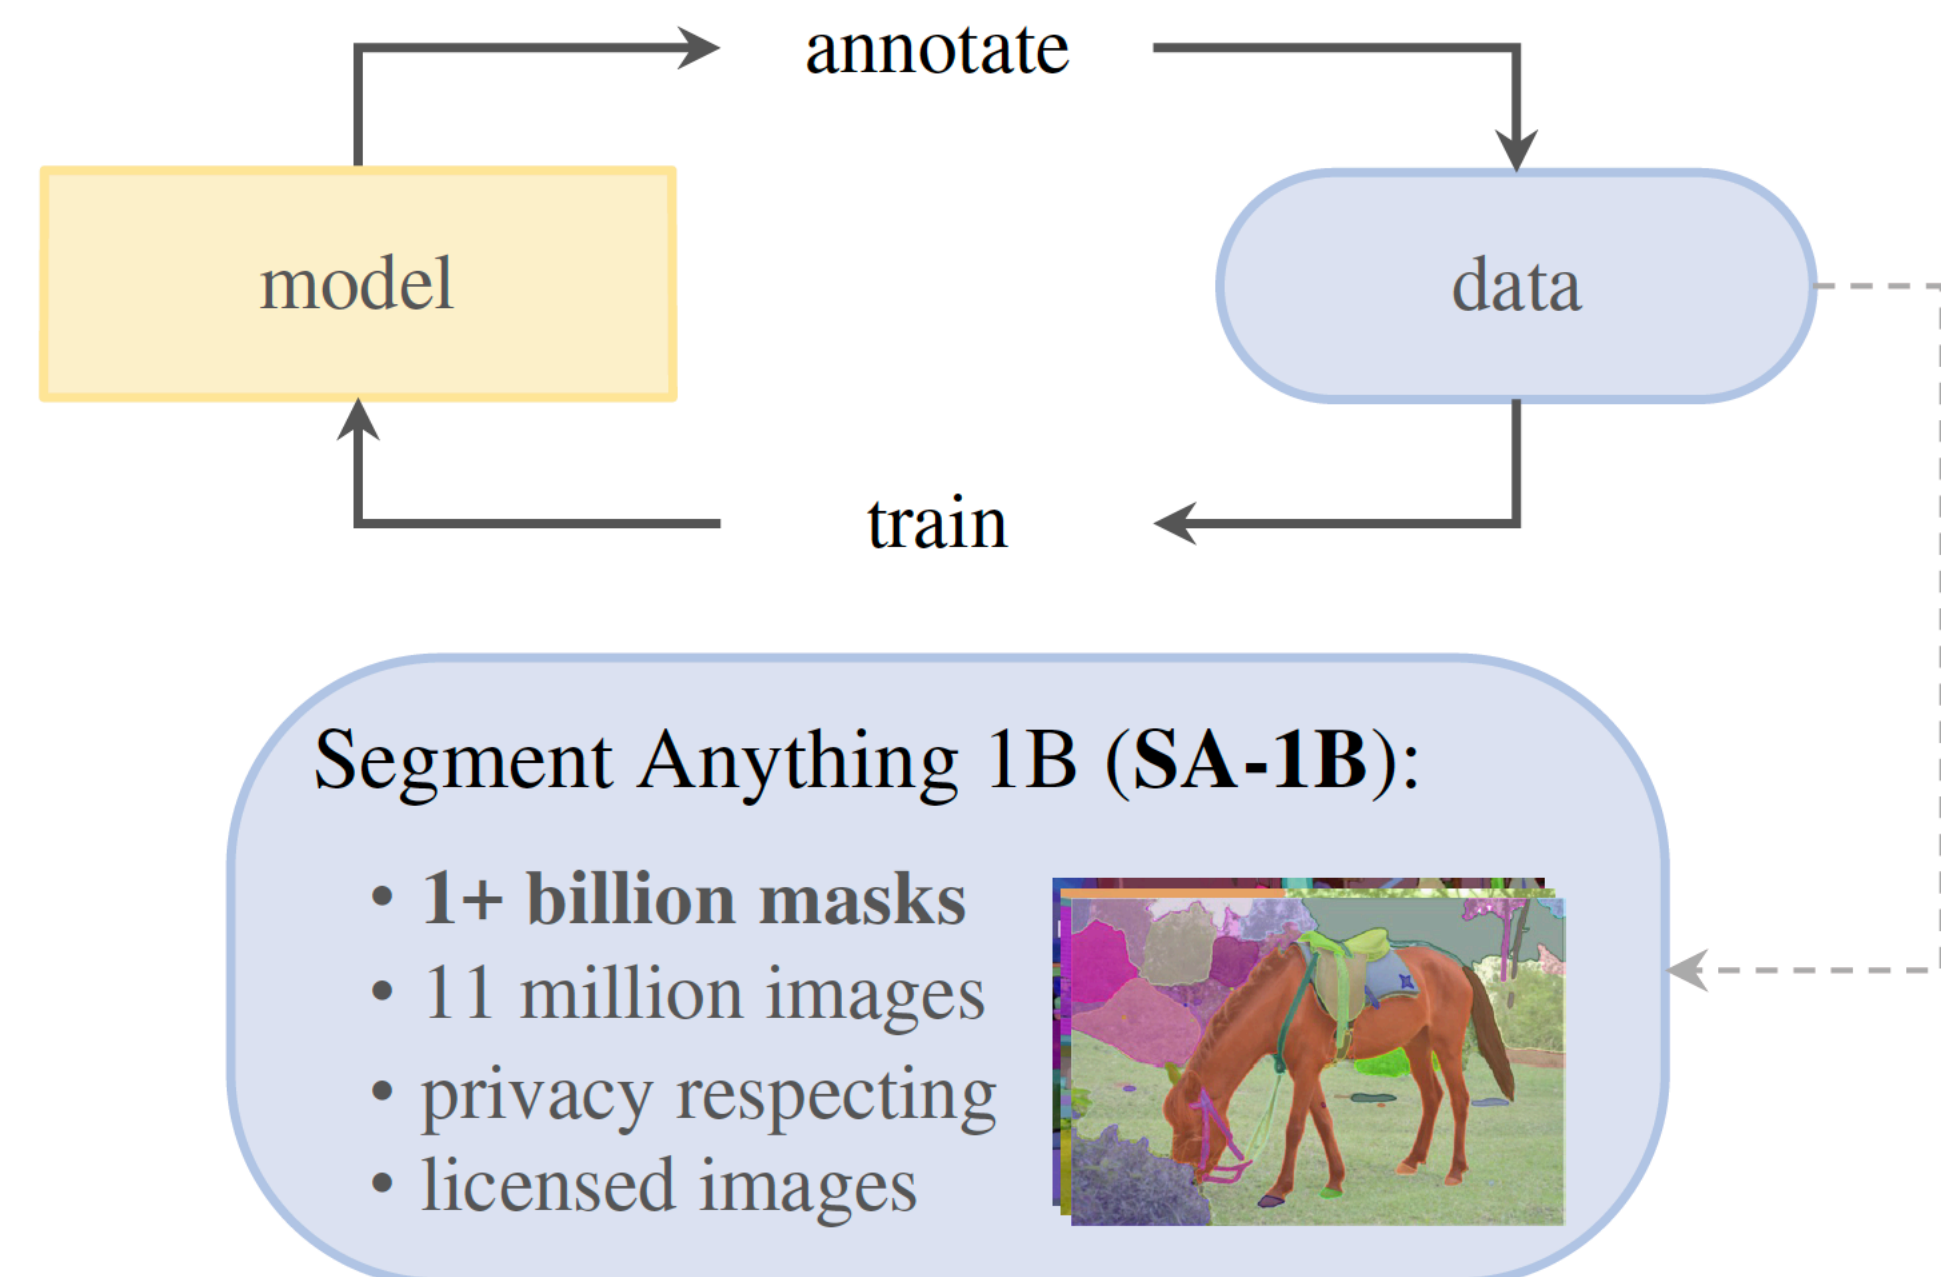 annotate
model
data
train
Segment Anything 1B (SA-1B):
• 1+ billion masks
• 11 million images
• privacy respecting
• licensed images